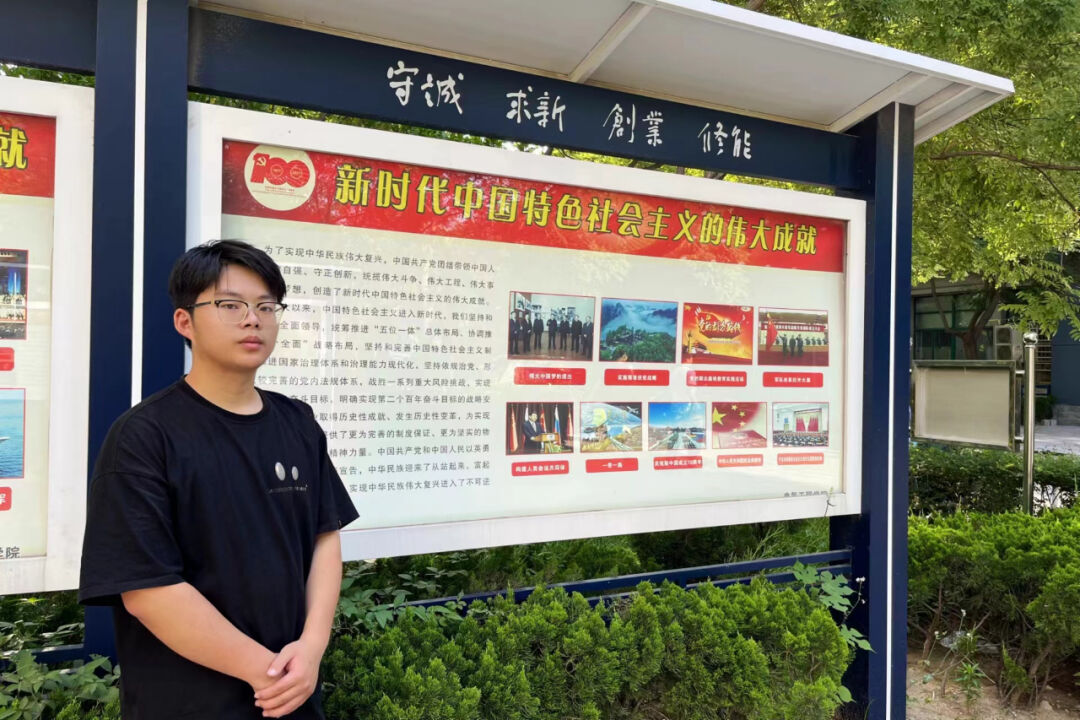 守誠 求新 創業 修能
就
100
新时代中国特色社会主义的伟大成就
为了实现中华民族伟大复兴，中国共产党团结带领中国人
自强、守正创新，统揽伟大斗争、伟大工程、伟大事
梦想，创造了新时代中国特色社会主义的伟大成就。
以来，中国特色社会主义进入新时代，我们坚持和
全面领导，统筹推进“五位一体”总体布局、协调推
全面”战略布局，坚持和完善中国特色社会主义制
进国家治理体系和治理能力现代化，坚持依规治党、形
较完善的党内法规体系，战胜一系列重大风险挑战，实现
奋斗目标，明确实现第二个百年奋斗目标的战略安
取得历史性成就、发生历史性变革，为实现
供了更为完善的制度保证、更为坚实的物
精神力量。中国共产党和中国人民以英勇
宣告，中华民族迎来了从站起来、富起
实现中华民族伟大复兴进入了不可逆
一带一路
学院